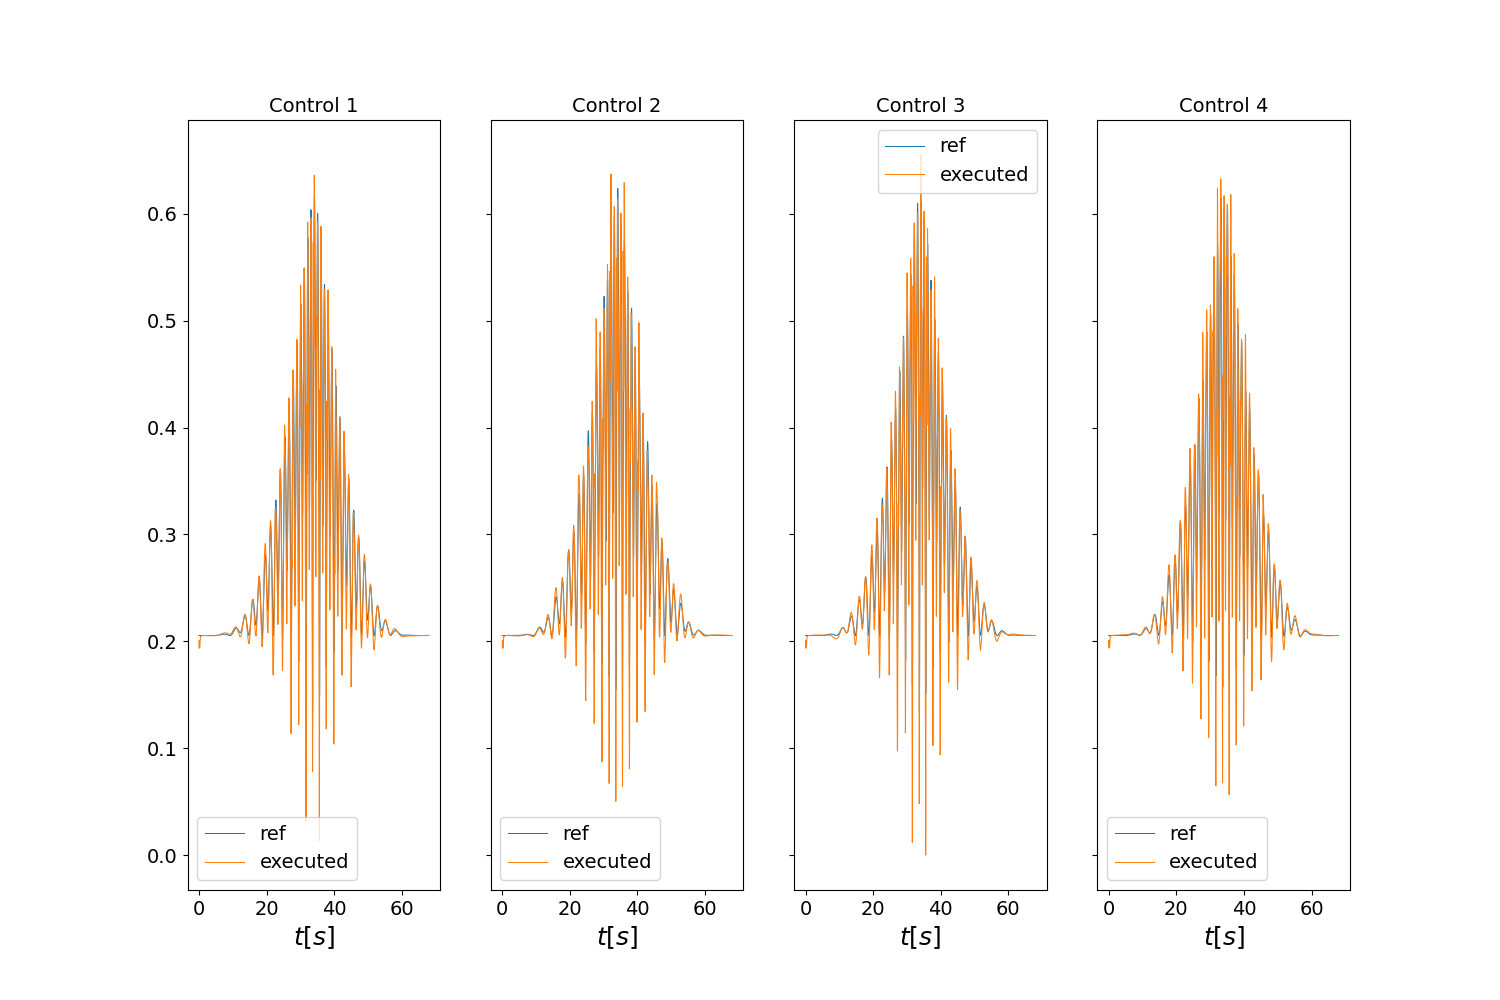 Control 1
Control 2
Control 3
Control 4
0.6
0.5
0.4
0.3
0.2
0.1
0.0
ref
executed
ref
executed
ref
executed
ref
executed
0 20 40 60
0 20 40 60
0 20 40 60
0 20 40 60
t[s]
t[s]
t[s]
t[s]